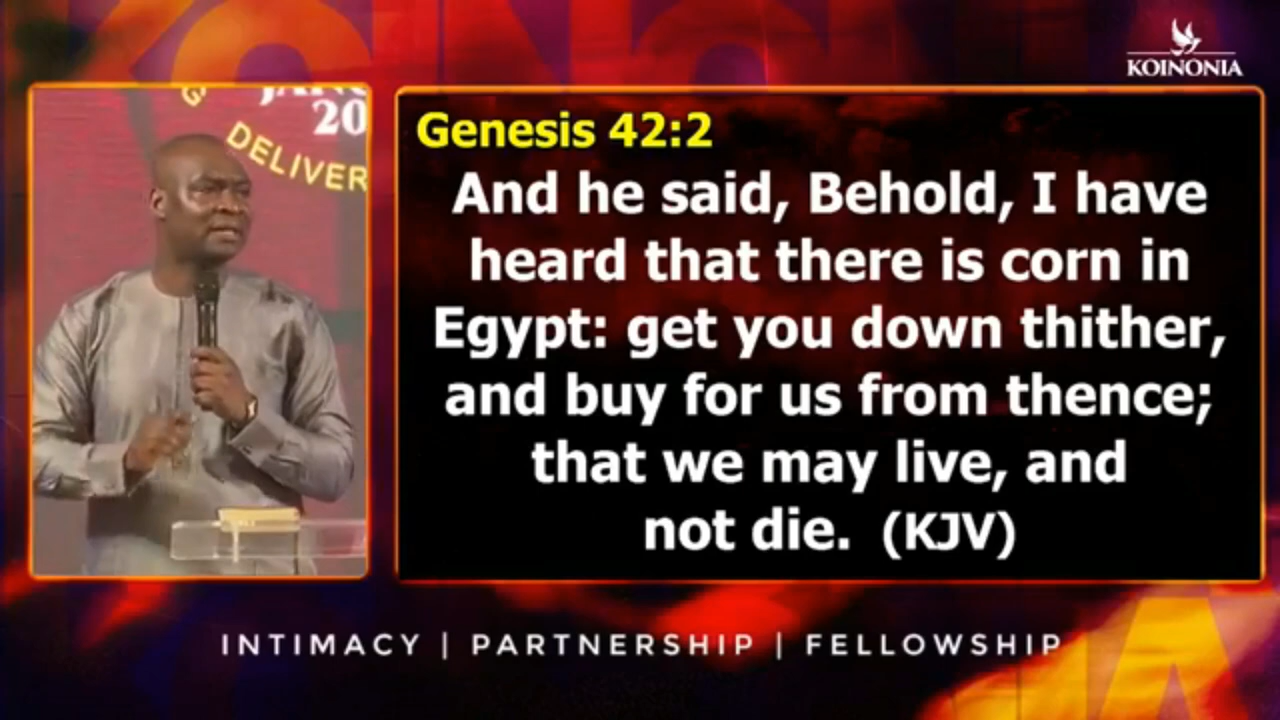 KOINONIA
JANU
20
G
DELIVER
Genesis 42:2
And he said, Behold, I have
heard that there is corn in
Egypt: get you down thither,
and buy for us from thence;
that we may live, and
not die. (KJV)
INTIMACY | PARTNERSHIP | FELLOWSHIP